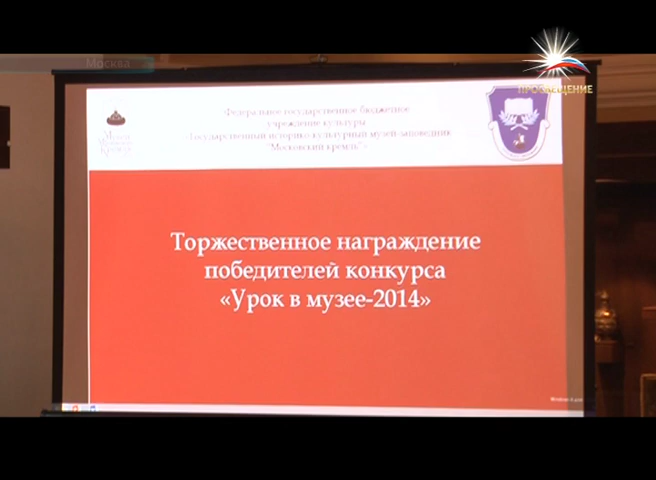 Москва
ПРОСВЕЩЕНИЕ
Федеральное государственное бюджетное
учреждение культуры
Государственный историко-культурный музей-заповедник
"Московский кремль"
Торжественное награждение
победителей конкурса
«Урок в музее-2014»